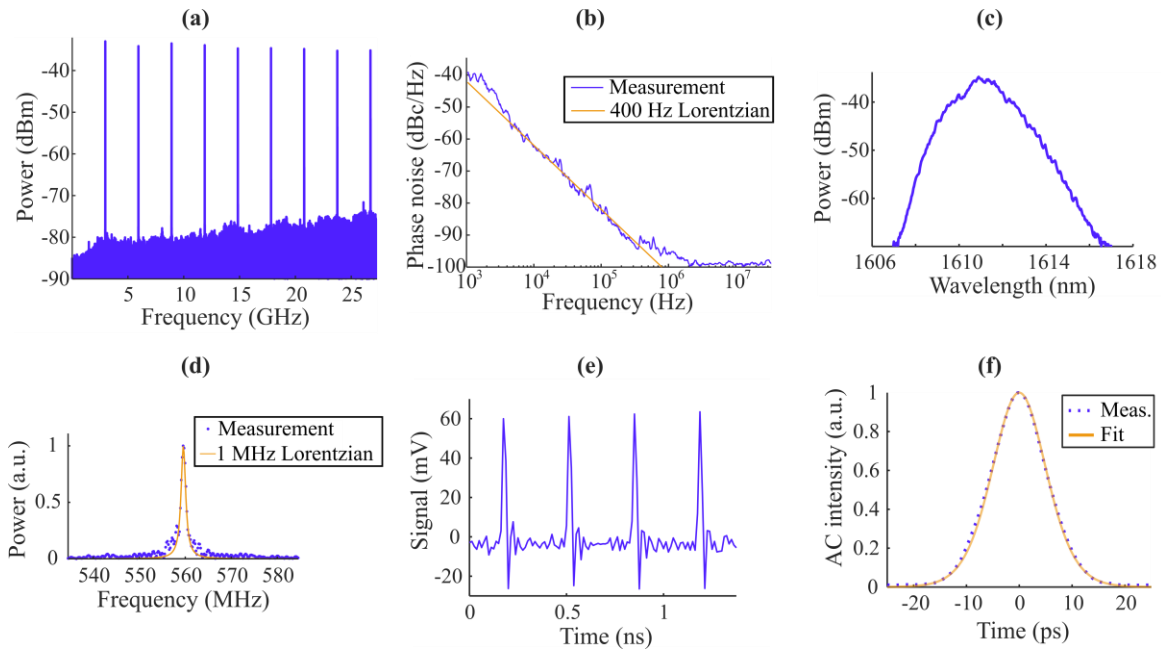 (a)
Power (dBm)
-40
-50
-60
-70
-80
-90
5
10
15
20
25
Frequency (GHz)
(b)
Phase noise (dBc/Hz)
-40
-50
-60
-70
-80
-90
-100
10³
10⁴
10⁵
10⁶
10⁷
Frequency (Hz)
Measurement
400 Hz Lorentzian
(c)
Power (dBm)
-40
-50
-60
1606
1610
1614
1618
Wavelength (nm)
(d)
Power (a.u.)
1
0.5
0
540
550
560
570
580
Frequency (MHz)
Measurement
1 MHz Lorentzian
(e)
Signal (mV)
60
40
20
0
-20
0
0.5
1
Time (ns)
(f)
AC intensity (a.u.)
1
0.8
0.6
0.4
0.2
0
-20
-10
0
10
20
Time (ps)
Meas.
Fit